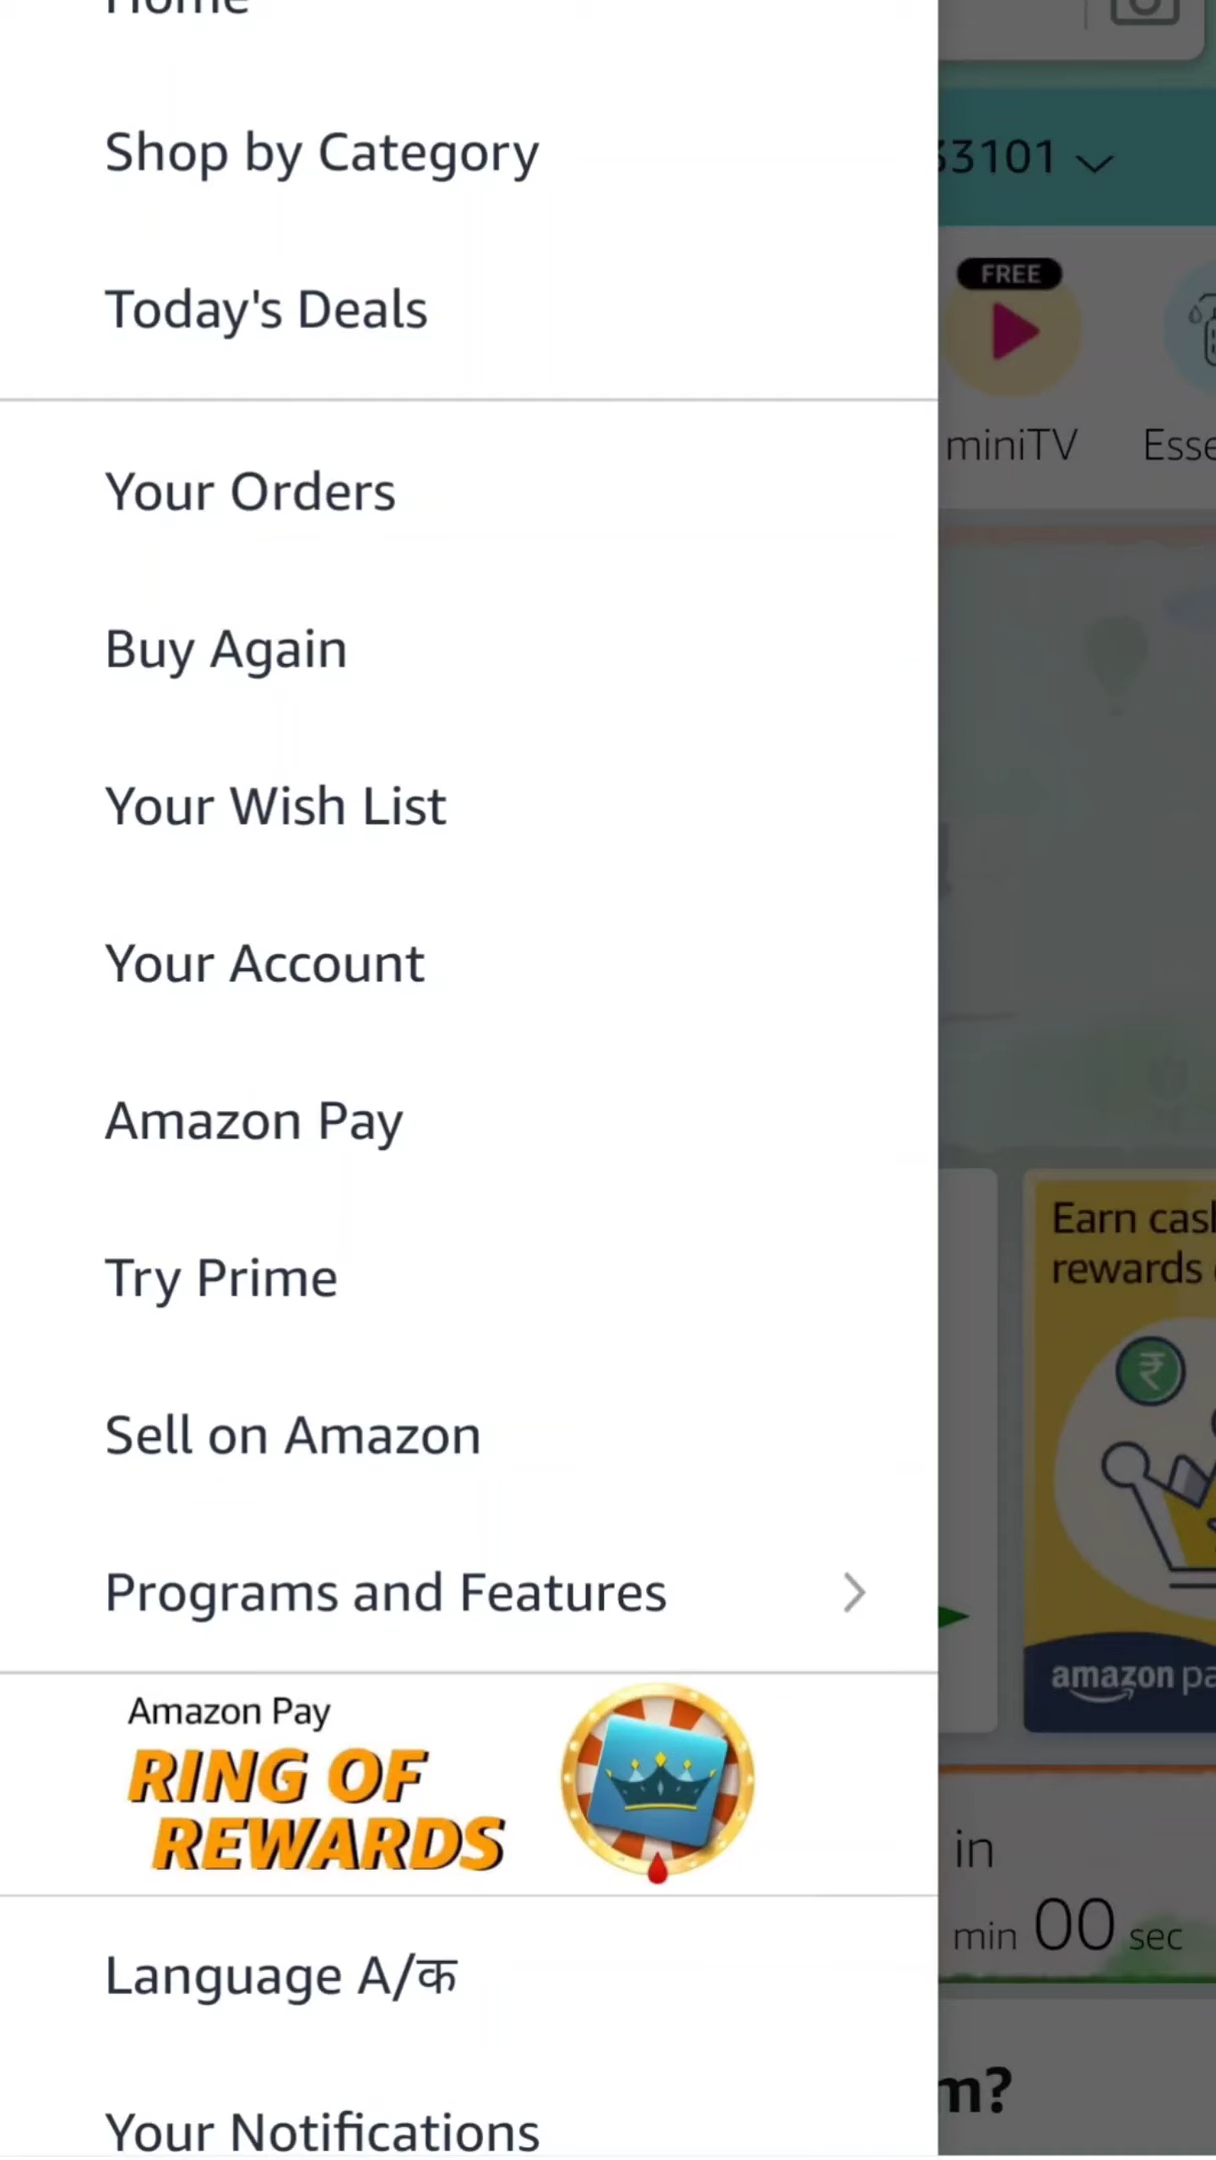 Home
Shop by Category
Today's Deals
Your Orders
Buy Again
Your Wish List
Your Account
Amazon Pay
Try Prime
Sell on Amazon
Programs and Features
Amazon Pay
RING OF
REWARDS
Language A/क
Your Notifications
3101
FREE
miniTV
Esse
Earn cas
rewards
amazon pa
in
min 00 sec
m?